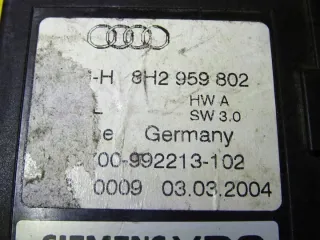 -H 8H2 959 802
HW A
L SW 3.0
e Germany
00-992213-102
0009 03.03.2004
SIEMENS VDO